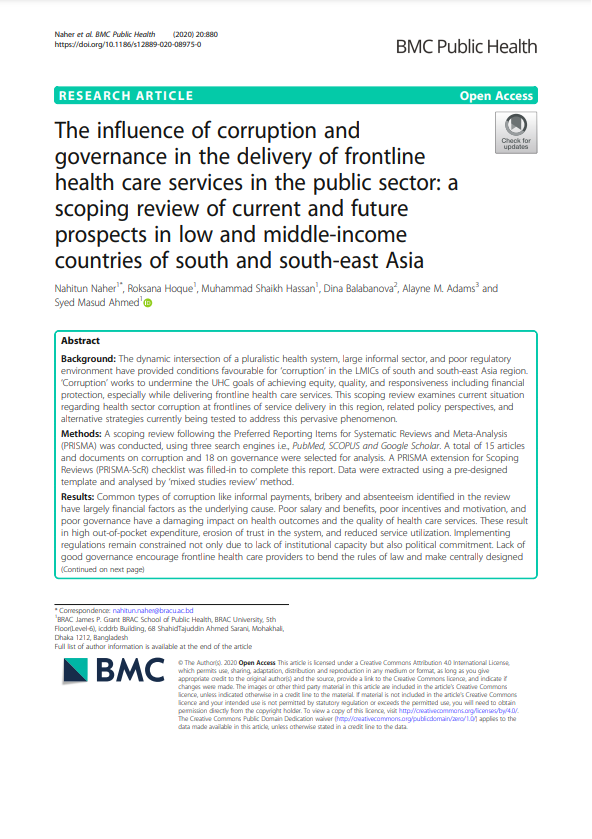 Naher et al. BMC Public Health (2020) 20:880
https://doi.org/10.1186/s12889-020-08975-0
BMC Public Health
RESEARCH ARTICLE
Open Access
Check for
updates
The influence of corruption and
governance in the delivery of frontline
health care services in the public sector: a
scoping review of current and future
prospects in low and middle-income
countries of south and south-east Asia
Nahitun Naher1*, Roksana Hoque1, Muhammad Shaikh Hassan1, Dina Balabanova2, Alayne M. Adams3 and
Syed Masud Ahmed1
Abstract
Background: The dynamic intersection of a pluralistic health system, large informal sector, and poor regulatory
environment have provided conditions favourable for ‘corruption’ in the LMICs of south and south-east Asia region.
‘Corruption’ works to undermine the UHC goals of achieving equity, quality, and responsiveness including financial
protection, especially while delivering frontline health care services. This scoping review examines current situation
regarding health sector corruption at frontlines of service delivery in this region, related policy perspectives, and
alternative strategies currently being tested to address this pervasive phenomenon.
Methods: A scoping review following the Preferred Reporting Items for Systematic Reviews and Meta-Analysis
(PRISMA) was conducted, using three search engines i.e., PubMed, SCOPUS and Google Scholar. A total of 15 articles
and documents on corruption and 18 on governance were selected for analysis. A PRISMA extension for Scoping
Reviews (PRISMA-ScR) checklist was filled-in to complete this report. Data were extracted using a pre-designed
template and analysed by ‘mixed studies review’ method.
Results: Common types of corruption like informal payments, bribery and absenteeism identified in the review
have largely financial factors as the underlying cause. Poor salary and benefits, poor incentives and motivation, and
poor governance have a damaging impact on health outcomes and the quality of health care services. These result
in high out-of-pocket expenditure, erosion of trust in the system, and reduced service utilization. Implementing
regulations remain constrained not only due to lack of institutional capacity but also political commitment. Lack of
good governance encourage frontline health care providers to bend the rules of law and make centrally designed
(Continued on next page)
* Correspondence: nahitun.naher@bracu.ac.bd
1BRAC James P. Grant BRAC School of Public Health, BRAC University, 5th
Floor(Level-6), icddrb Building, 68 ShahidTajuddin Ahmed Sarani, Mohakhali,
Dhaka 1212, Bangladesh
Full list of author information is available at the end of the article
BMC
© The Author(s). 2020 Open Access This article is licensed under a Creative Commons Attribution 4.0 International License,
which permits use, sharing, adaptation, distribution and reproduction in any medium or format, as long as you give
appropriate credit to the original author(s) and the source, provide a link to the Creative Commons licence, and indicate if
changes were made. The images or other third party material in this article are included in the article's Creative Commons
licence, unless indicated otherwise in a credit line to the material. If material is not included in the article's Creative Commons
licence and your intended use is not permitted by statutory regulation or exceeds the permitted use, you will need to obtain
permission directly from the copyright holder. To view a copy of this licence, visit http://creativecommons.org/licenses/by/4.0/.
The Creative Commons Public Domain Dedication waiver (http://creativecommons.org/publicdomain/zero/1.0/) applies to the
data made available in this article, unless otherwise stated in a credit line to the data.